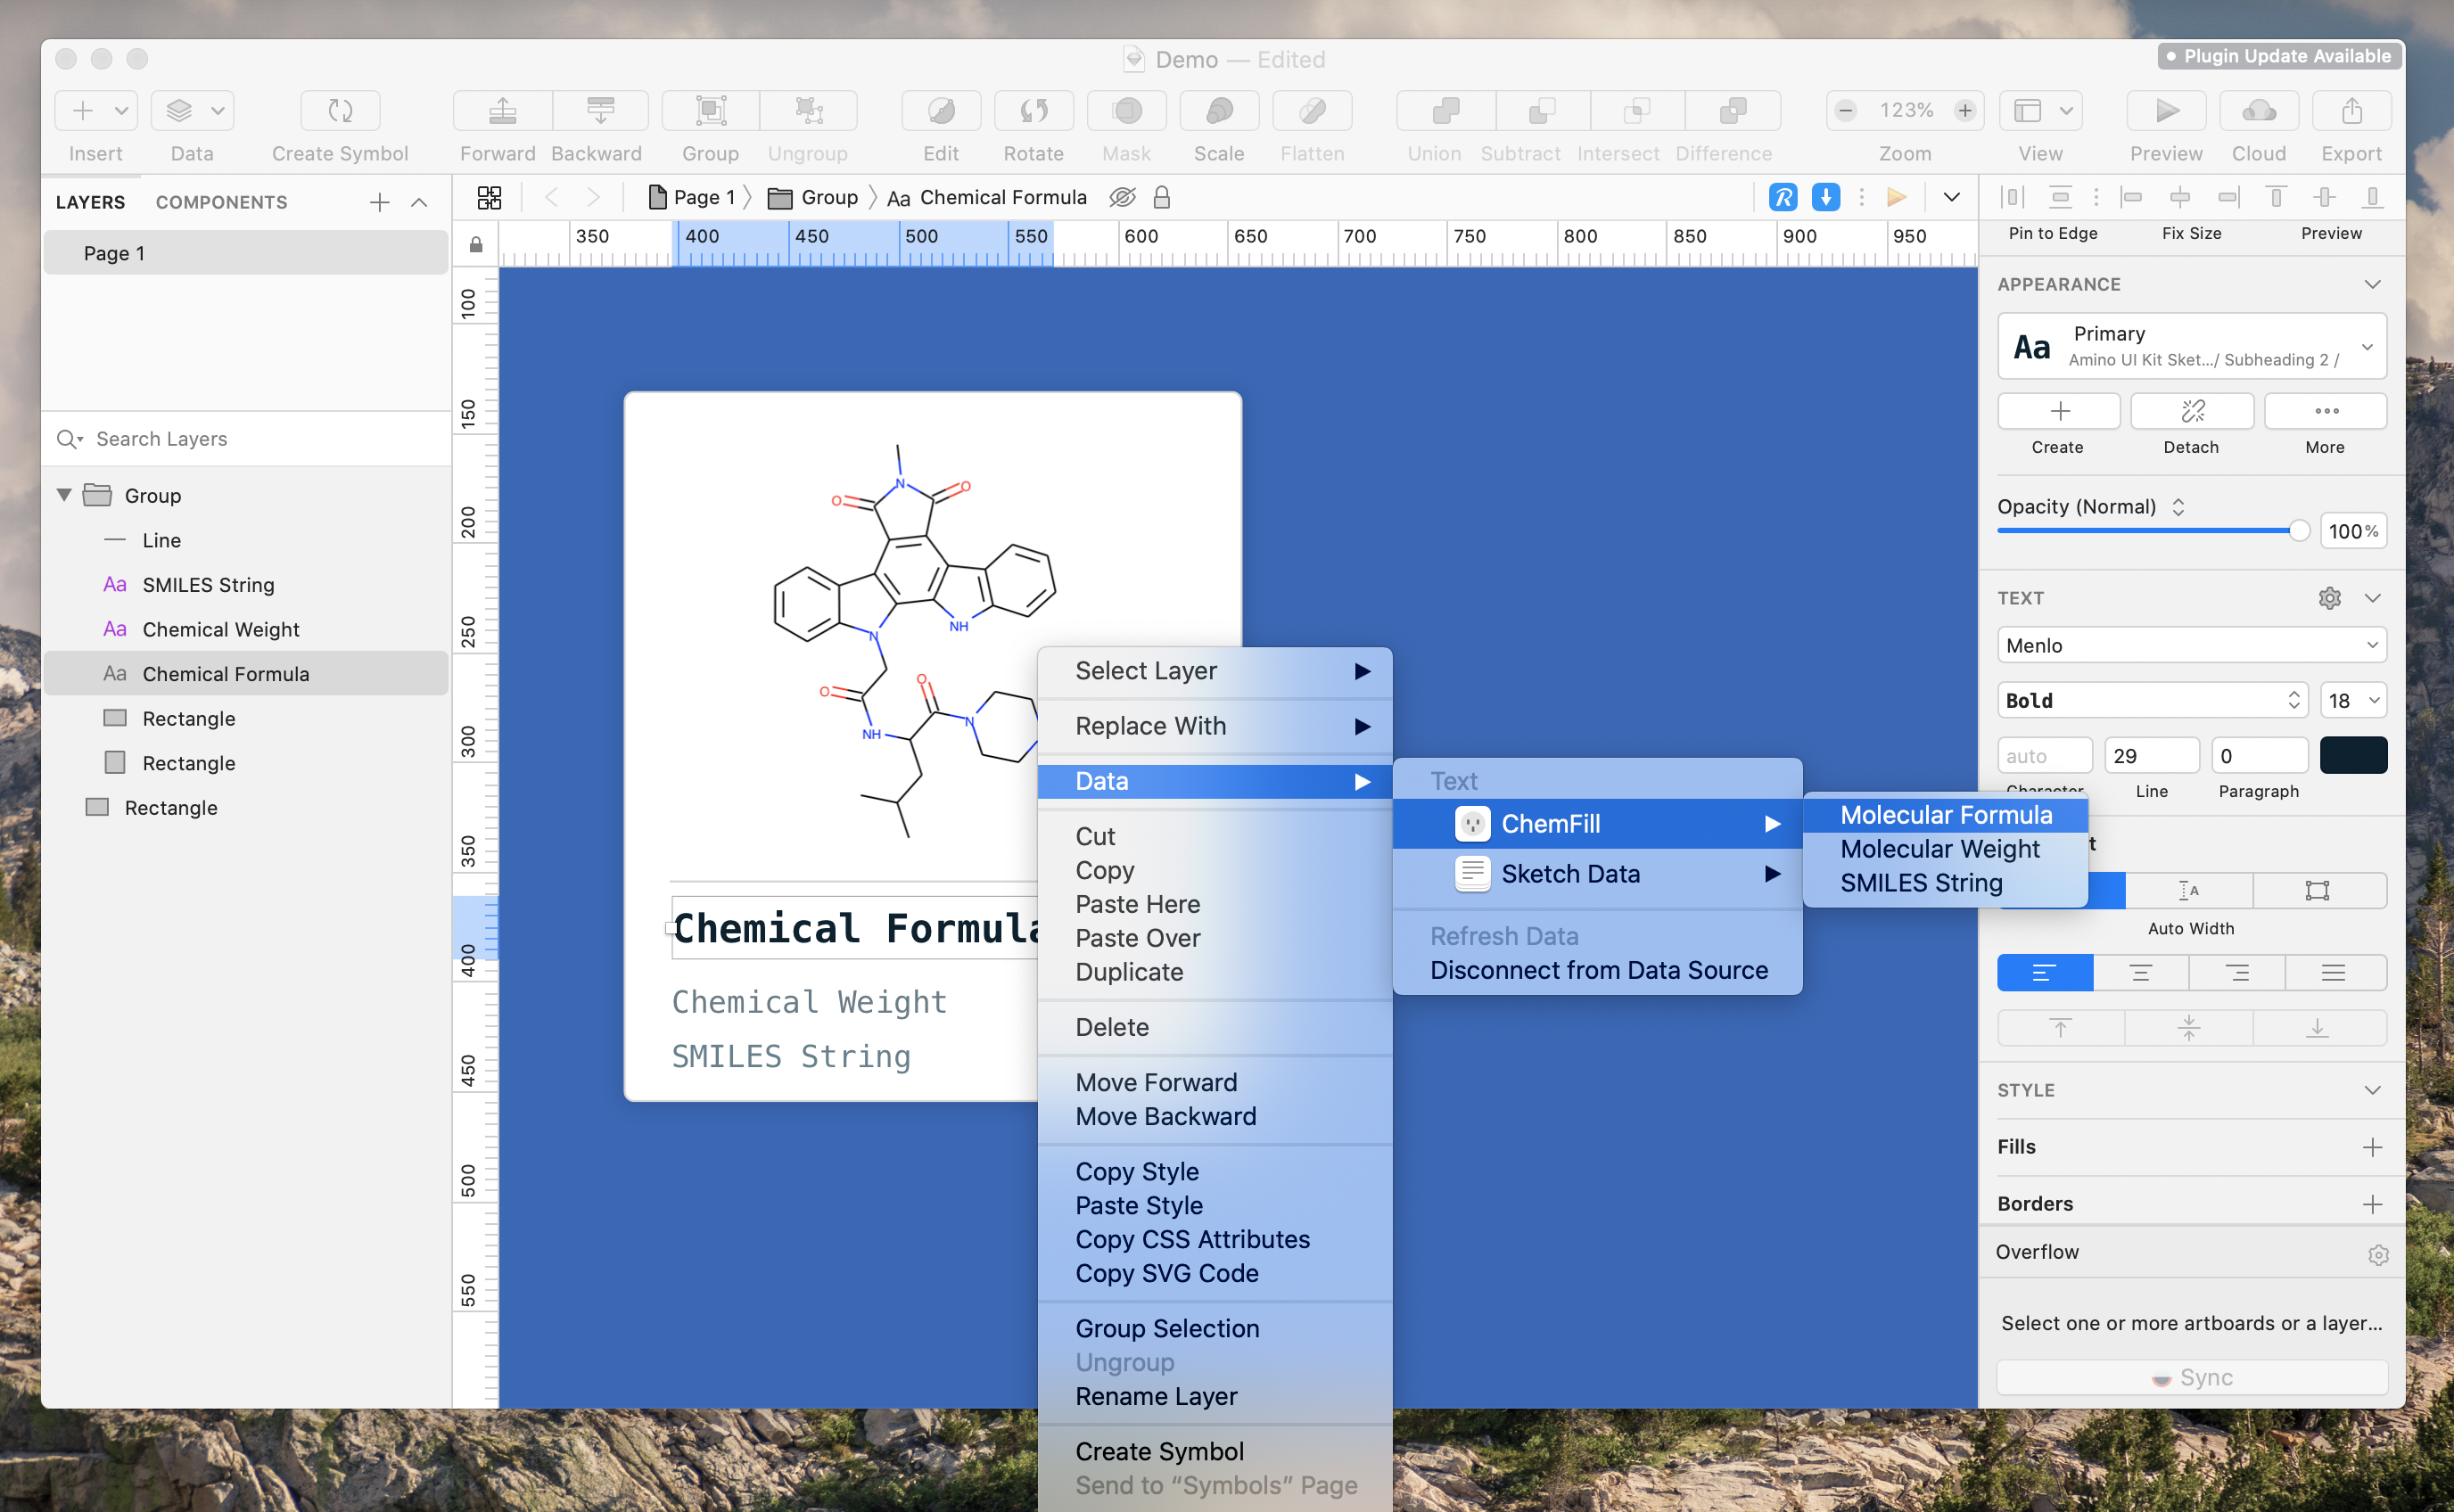 Demo — Edited
Plugin Update Available
123%
Insert
Data
Create Symbol
Forward
Backward
Group
Ungroup
Edit
Rotate
Mask
Scale
Flatten
Union
Subtract
Intersect
Difference
Zoom
View
Preview
Cloud
Export
LAYERS
COMPONENTS
Page 1
Group
Aa
Chemical Formula
Page 1
350
400
450
500
550
600
650
700
750
800
850
900
950
100
150
200
250
300
350
400
450
500
550
Search Layers
Group
Line
Aa SMILES String
Aa Chemical Weight
Aa Chemical Formula
Rectangle
Rectangle
Rectangle
N
O
O
N
NH
O
O
NH
N
Chemical Formula
Chemical Weight
SMILES String
Select Layer
Replace With
Data
Cut
Copy
Paste Here
Paste Over
Duplicate
Delete
Move Forward
Move Backward
Copy Style
Paste Style
Copy CSS Attributes
Copy SVG Code
Group Selection
Ungroup
Rename Layer
Create Symbol
Send to “Symbols” Page
Text
ChemFill
Sketch Data
Refresh Data
Disconnect from Data Source
Molecular Formula
Molecular Weight
SMILES String
Pin to Edge
Fix Size
Preview
APPEARANCE
Aa
Primary
Amino UI Kit Sket.../ Subheading 2 /
Create
Detach
More
Opacity (Normal)
100%
TEXT
Menlo
Bold
18
auto
29
0
Character
Line
Paragraph
t
A
Auto Width
STYLE
Fills
Borders
Overflow
Select one or more artboards or a layer...
Sync